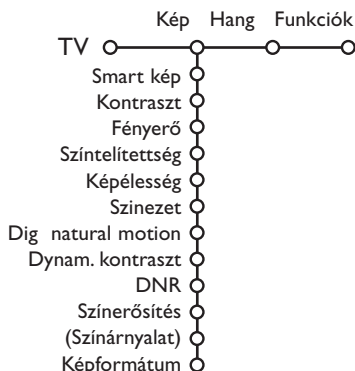 Kép Hang Funkciók
TV
Smart kép
Kontraszt
Fényerő
Színtelítettség
Képélesség
Szinezet
Dig natural motion
Dynam. kontraszt
DNR
Színerősítés
(Színárnyalat)
Képformátum